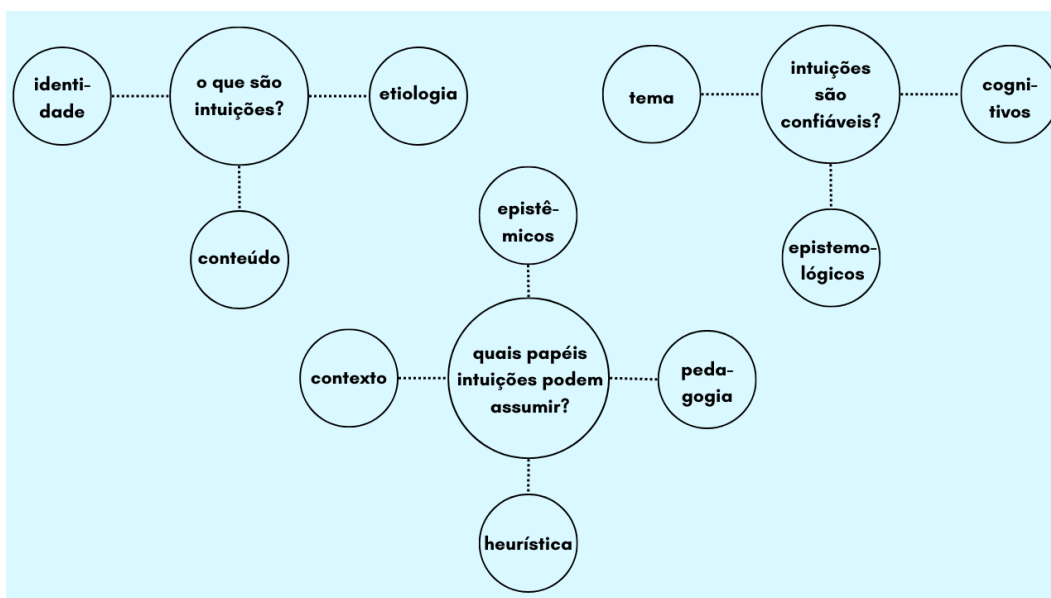 identi-
dade
o que são
intuições?
etiologia
conteúdo
tema
intuições
são
confiáveis?
cogni-
tivos
epistemo-
lógicos
epistê-
micos
contexto
quais papéis
intuições podem
assumir?
peda-
gogia
heurística